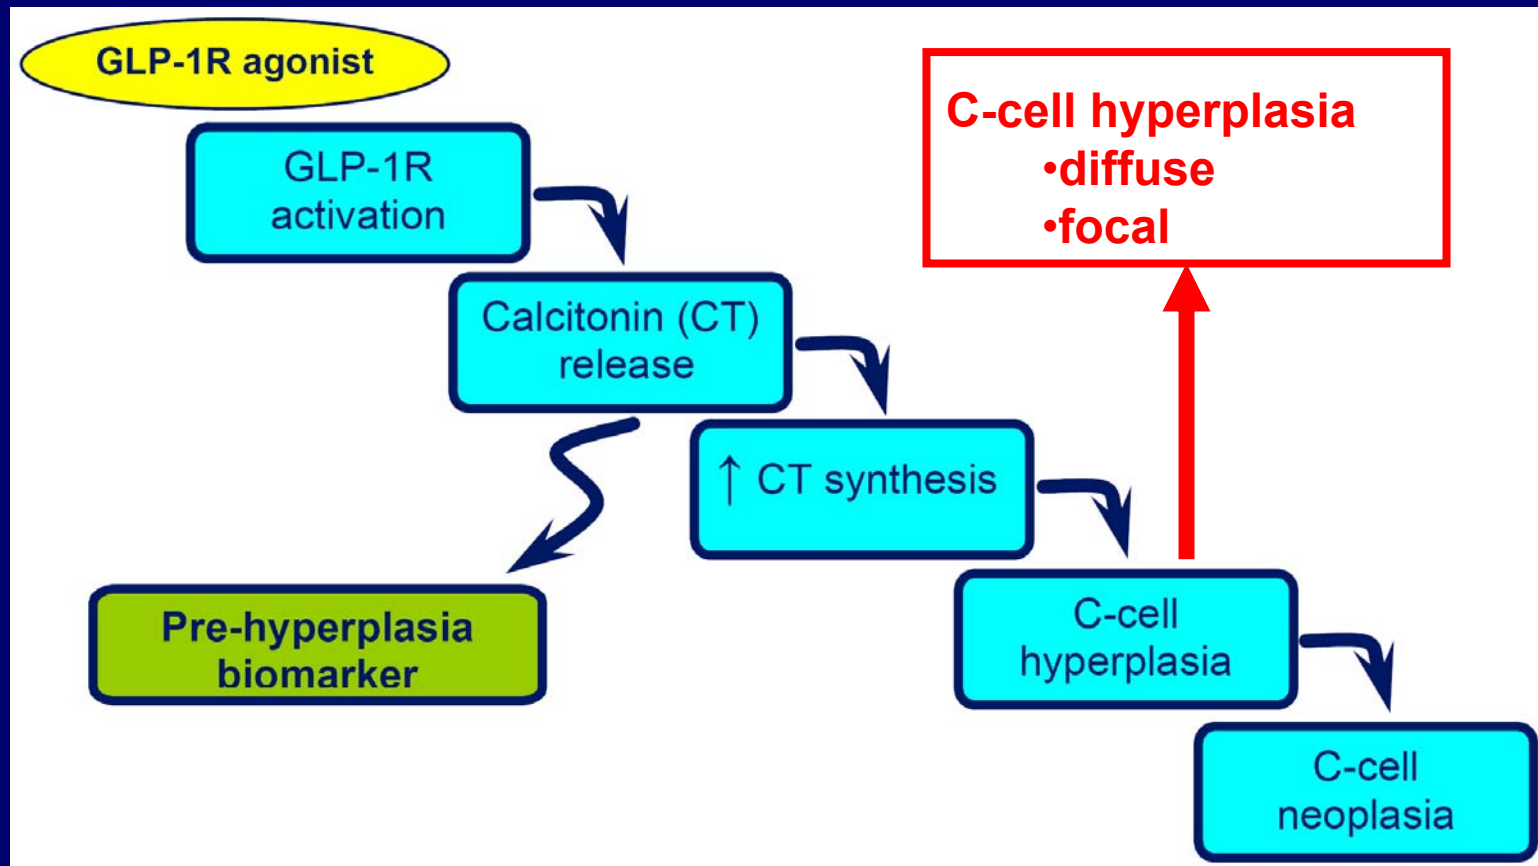 GLP-1R agonist
GLP-1R
activation
Calcitonin (CT)
release
↑ CT synthesis
C-cell
hyperplasia
C-cell
neoplasia
Pre-hyperplasia
biomarker
C-cell hyperplasia
•diffuse
•focal